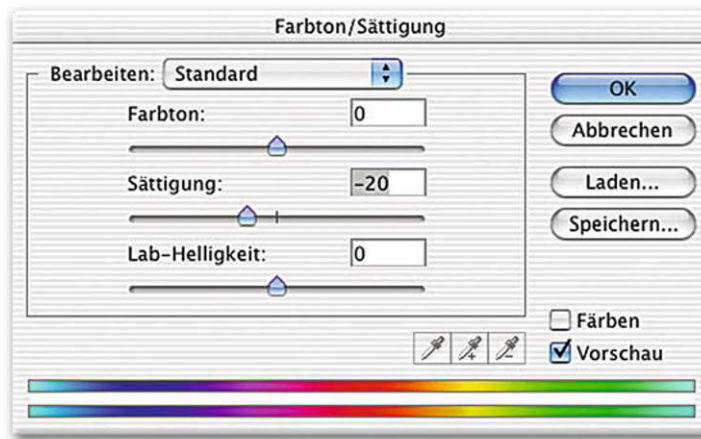 Farbton/Sättigung
Bearbeiten: Standard
OK
Farbton: 0
Abbrechen
Sättigung: -20
Laden...
Speichern...
Lab-Helligkeit: 0
Färben
Vorschau